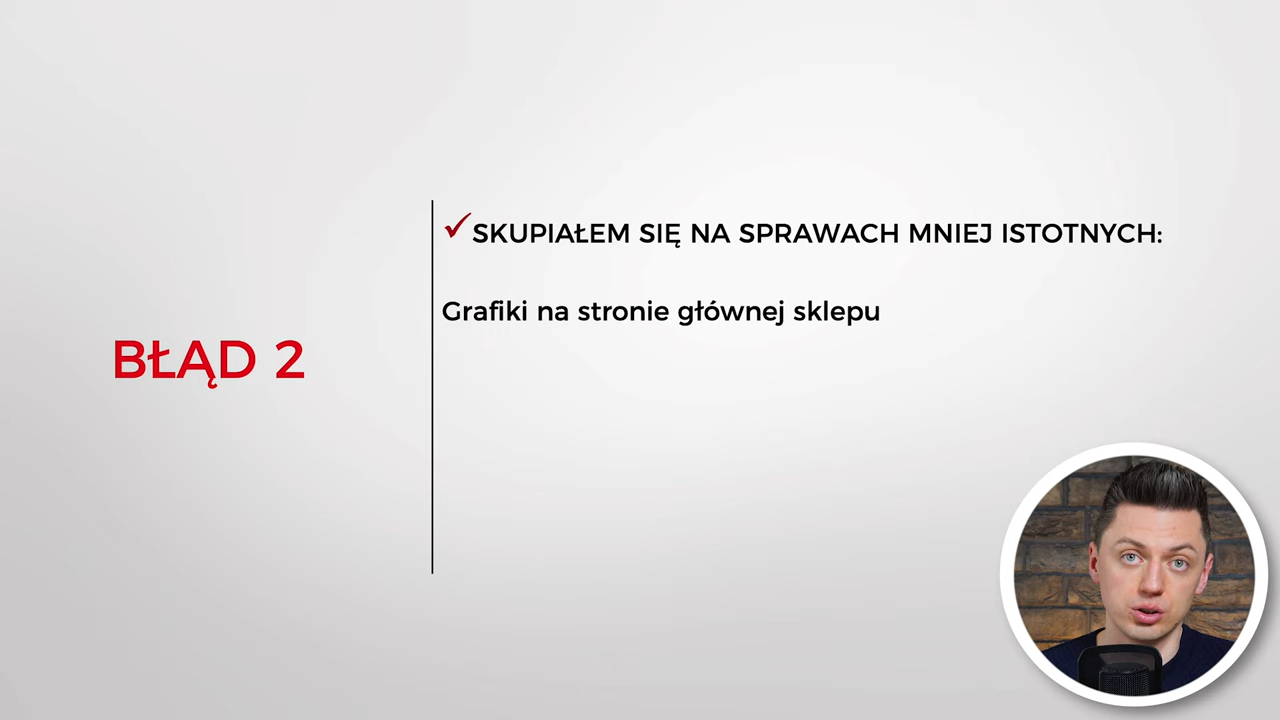 BŁĄD 2
SKUPIAŁEM SIĘ NA SPRAWACH MNIEJ ISTOTNYCH:
Grafiki na stronie głównej sklepu